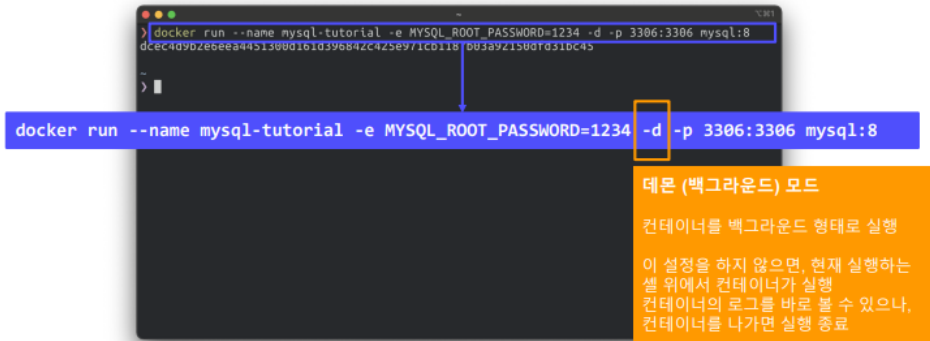 ~
⌥⌘1
❯ docker run --name mysql-tutorial -e MYSQL_ROOT_PASSWORD=1234 -d -p 3306:3306 mysql:8
~
❯
docker run --name mysql-tutorial -e MYSQL_ROOT_PASSWORD=1234 -d -p 3306:3306 mysql:8
데몬 (백그라운드) 모드
컨테이너를 백그라운드 형태로 실행
이 설정을 하지 않으면, 현재 실행하는
셸 위에서 컨테이너가 실행
컨테이너의 로그를 바로 볼 수 있으나,
컨테이너를 나가면 실행 종료